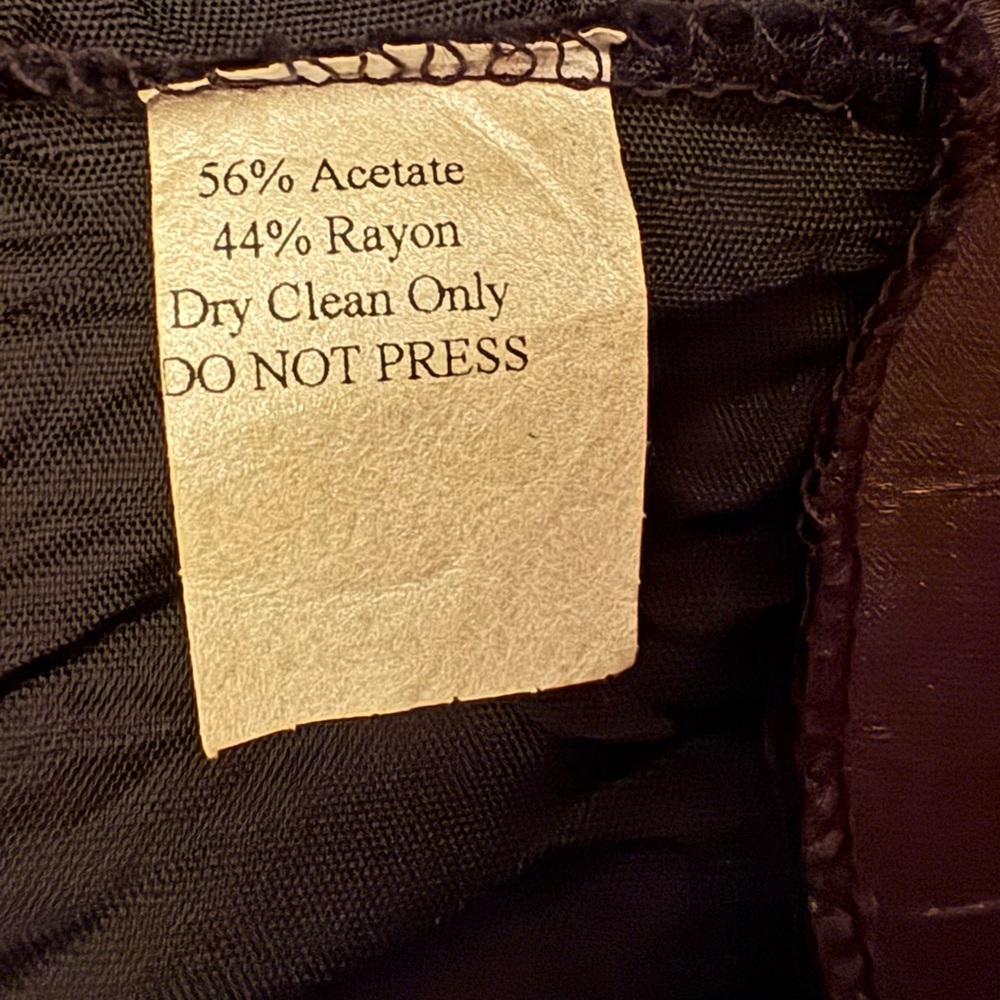 56% Acetate
44% Rayon
Dry Clean Only
DO NOT PRESS